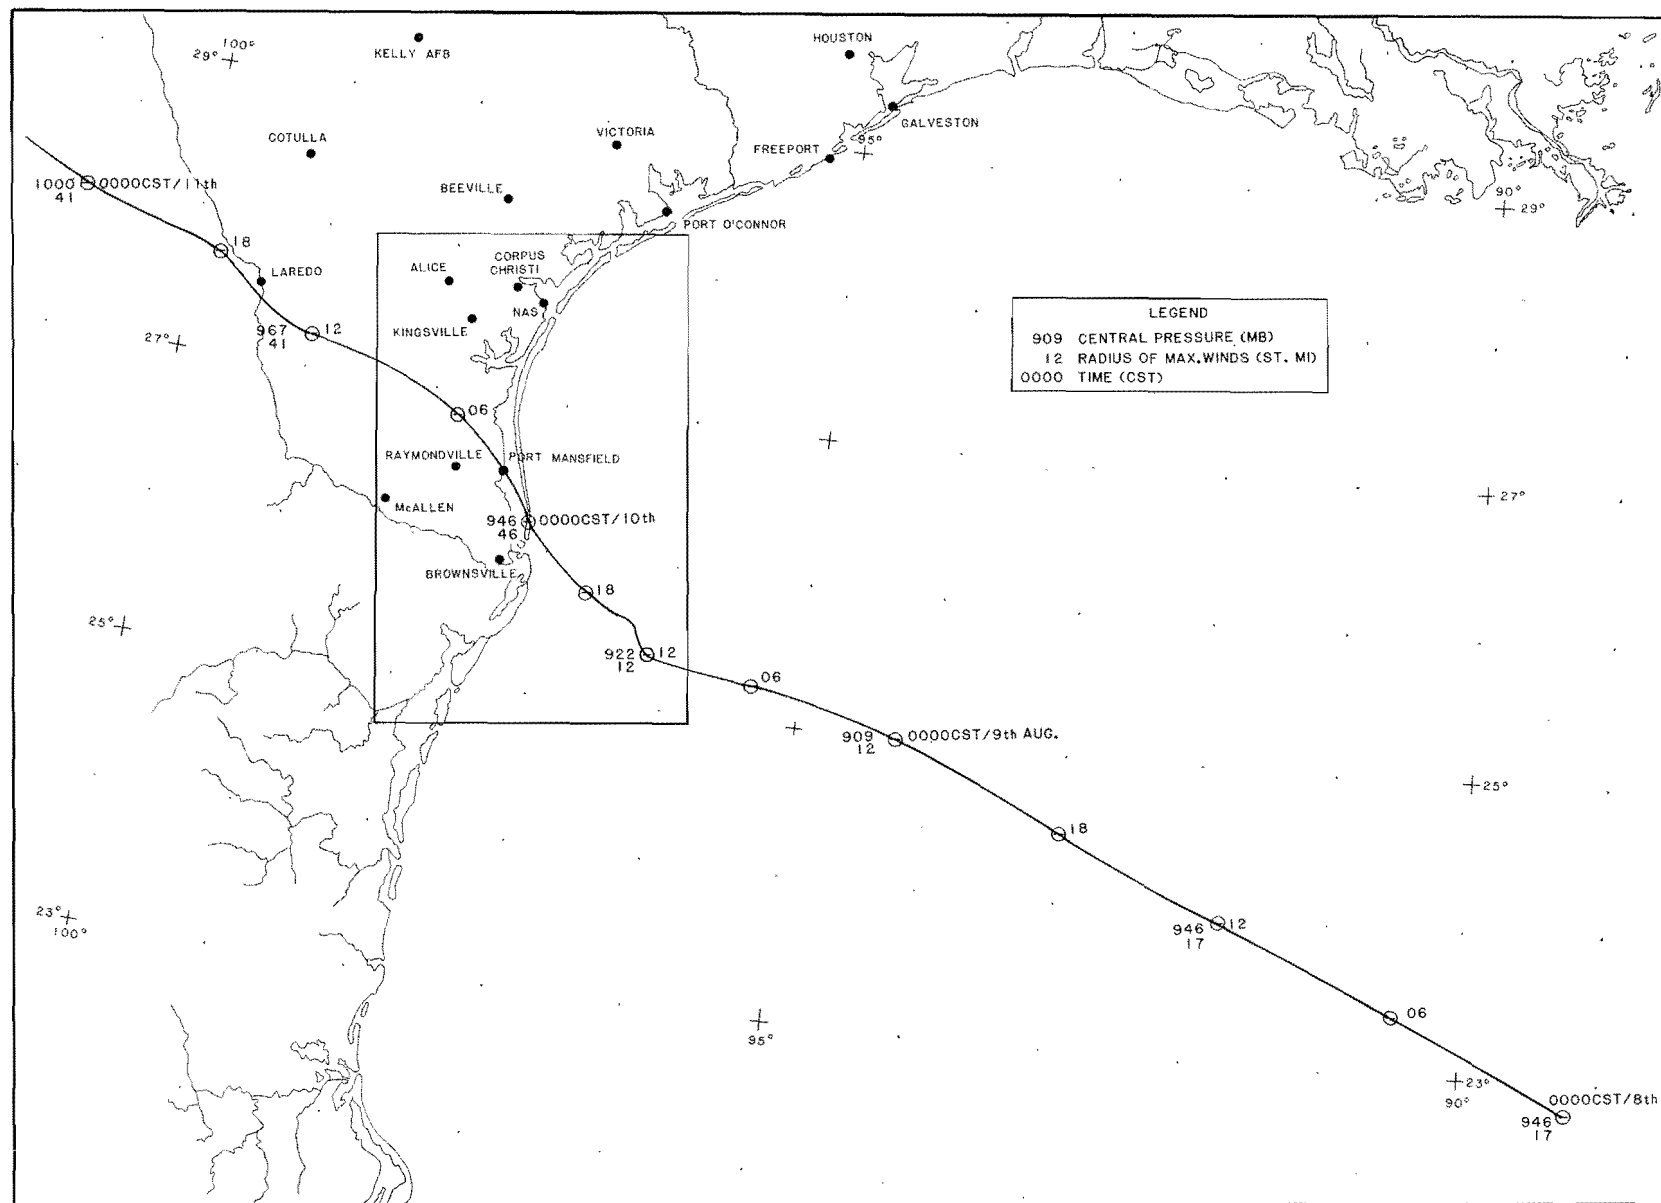 100°
29°
KELLY AFB
HOUSTON
COTULLA
VICTORIA
GALVESTON
FREEPORT
95°
1000
41
0000CST/11th
BEEVILLE
90°
29°
PORT O'CONNOR
18
LAREDO
ALICE
CORPUS
CHRISTI
NAS
KINGSVILLE
967
41
12
27°
LEGEND
909 CENTRAL PRESSURE (MB)
12 RADIUS OF MAX.WINDS (ST. MI)
0000 TIME (CST)
06
RAYMONDVILLE
PORT MANSFIELD
McALLEN
27°
946
46
0000CST/10th
BROWNSVILLE
18
25°
922
12
12
06
909
12
0000CST/9th AUG.
25°
18
23°
100°
946
17
12
06
95°
23°
90°
0000CST/8th
946
17